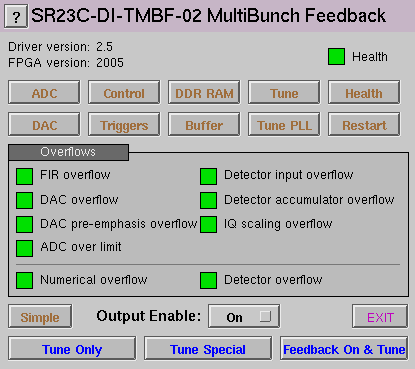 ? SR23C-DI-TMBF-02 MultiBunch Feedback
Driver version: 2.5
FPGA version: 2005
Health
ADC Control DDR RAM Tune Health
DAC Triggers Buffer Tune PLL Restart
Overflows
FIR overflow Detector input overflow
DAC overflow Detector accumulator overflow
DAC pre-emphasis overflow IQ scaling overflow
ADC over limit
Numerical overflow Detector overflow
Simple Output Enable: On EXIT
Tune Only Tune Special Feedback On & Tune